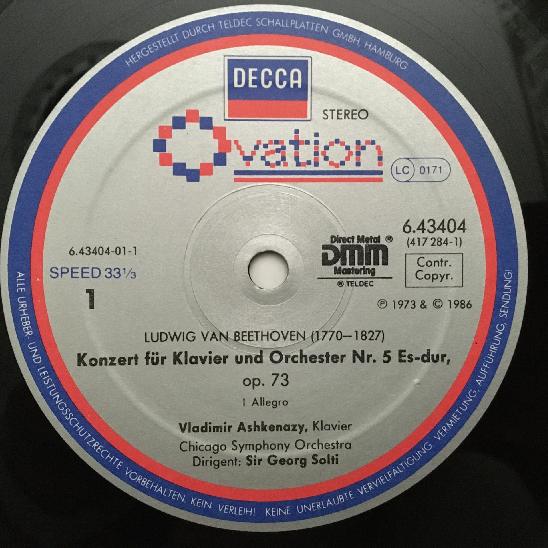 HERGESTELLT DURCH TELDEC SCHALLPLATTEN GMBH, HAMBURG
DECCA
STEREO
Ovation
LC 0171
6.43404
(417 284-1)
Direct Metal ®
DMM
Mastering
® TELDEC
Contr.
Copyr.
6.43404-01-1
SPEED 33 1/3
1
℗ 1973 & © 1986
LUDWIG VAN BEETHOVEN (1770–1827)
Konzert für Klavier und Orchester Nr. 5 Es-dur,
op. 73
1 Allegro
Vladimir Ashkenazy, Klavier
Chicago Symphony Orchestra
Dirigent: Sir Georg Solti
ALLE URHEBER- UND LEISTUNGSSCHUTZRECHTE VORBEHALTEN. KEIN VERLEIH! KEINE UNERLAUBTE VERVIELFÄLTIGUNG, VERMIETUNG, AUFFÜHRUNG, SENDUNG!